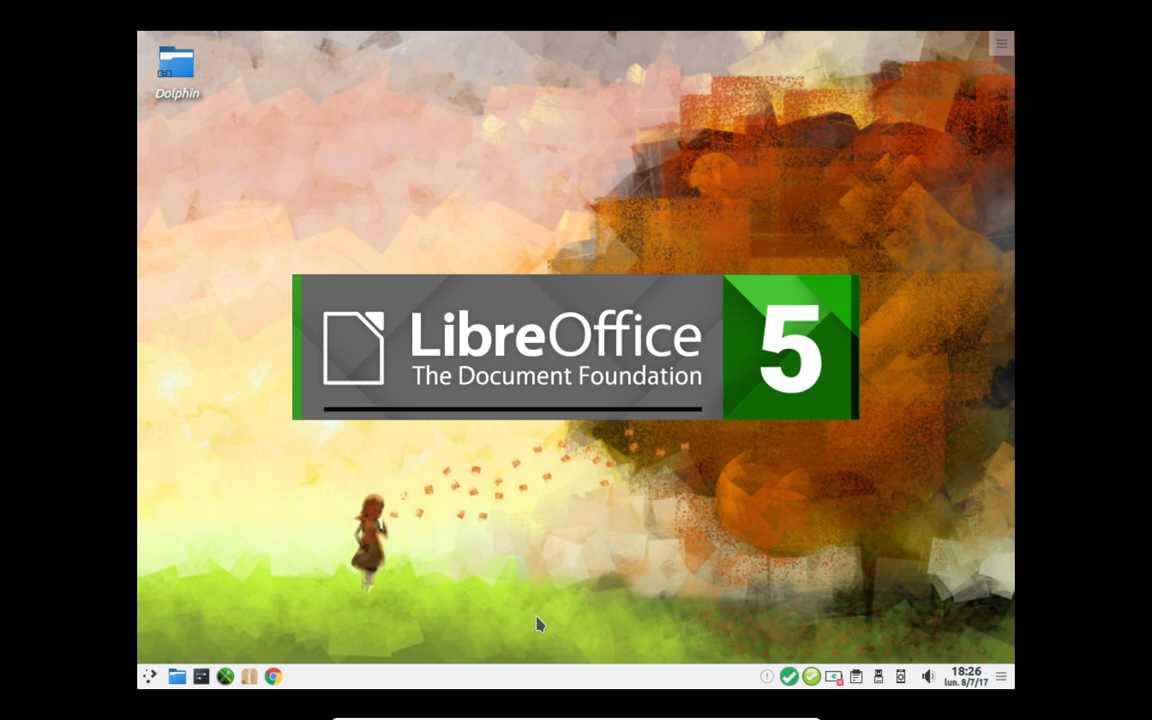 Dolphin
LibreOffice
The Document Foundation
5
18:26
lun. 8/7/17